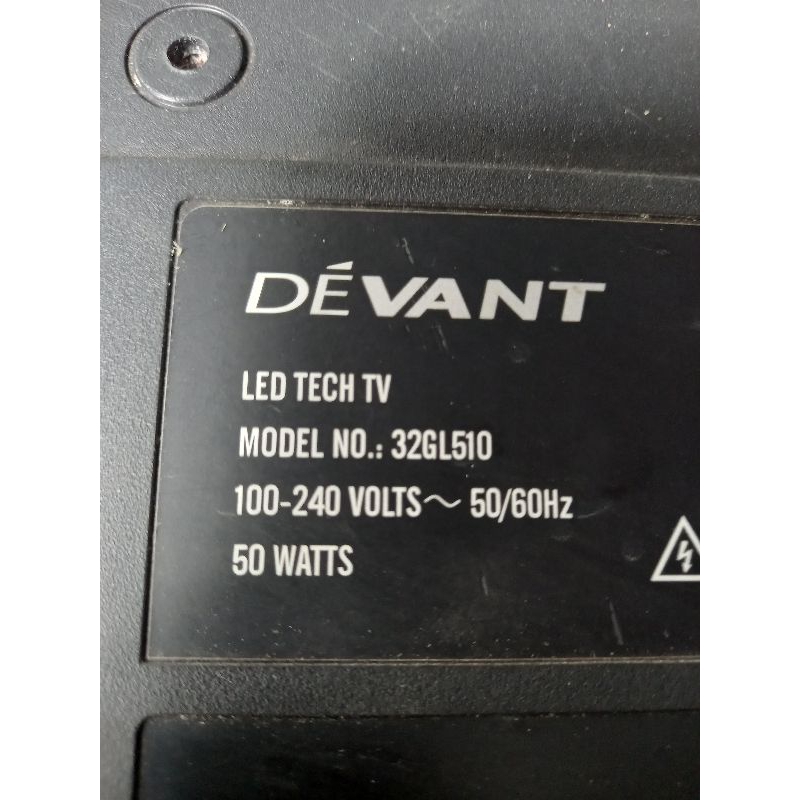 DÉVANT
LED TECH TV
MODEL NO.: 32GL510
100-240 VOLTS～ 50/60Hz
50 WATTS